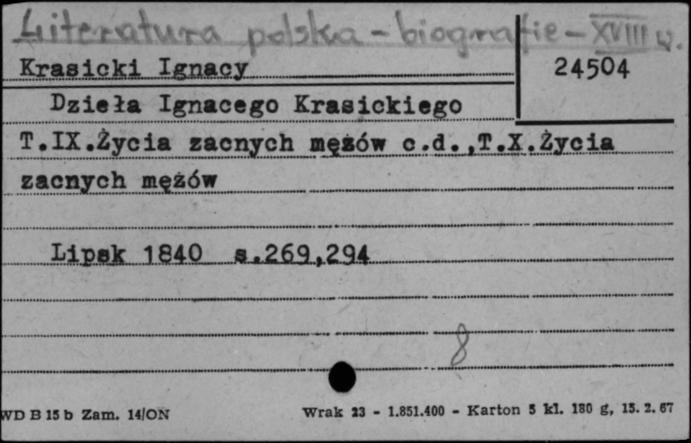 Literatura polska - biografie - XVIII w.
Krasicki Ignacy
24504
Dzieła Ignacego Krasickiego
T.IX.Życia zacnych mężów c.d.,T.X.Życia
zacnych mężów
Lipsk 1840 s.269,294
8
WD B 15 b Zam. 14/ON
Wrak 23 - 1.851.400 - Karton 5 kl. 180 g, 15. 2. 67